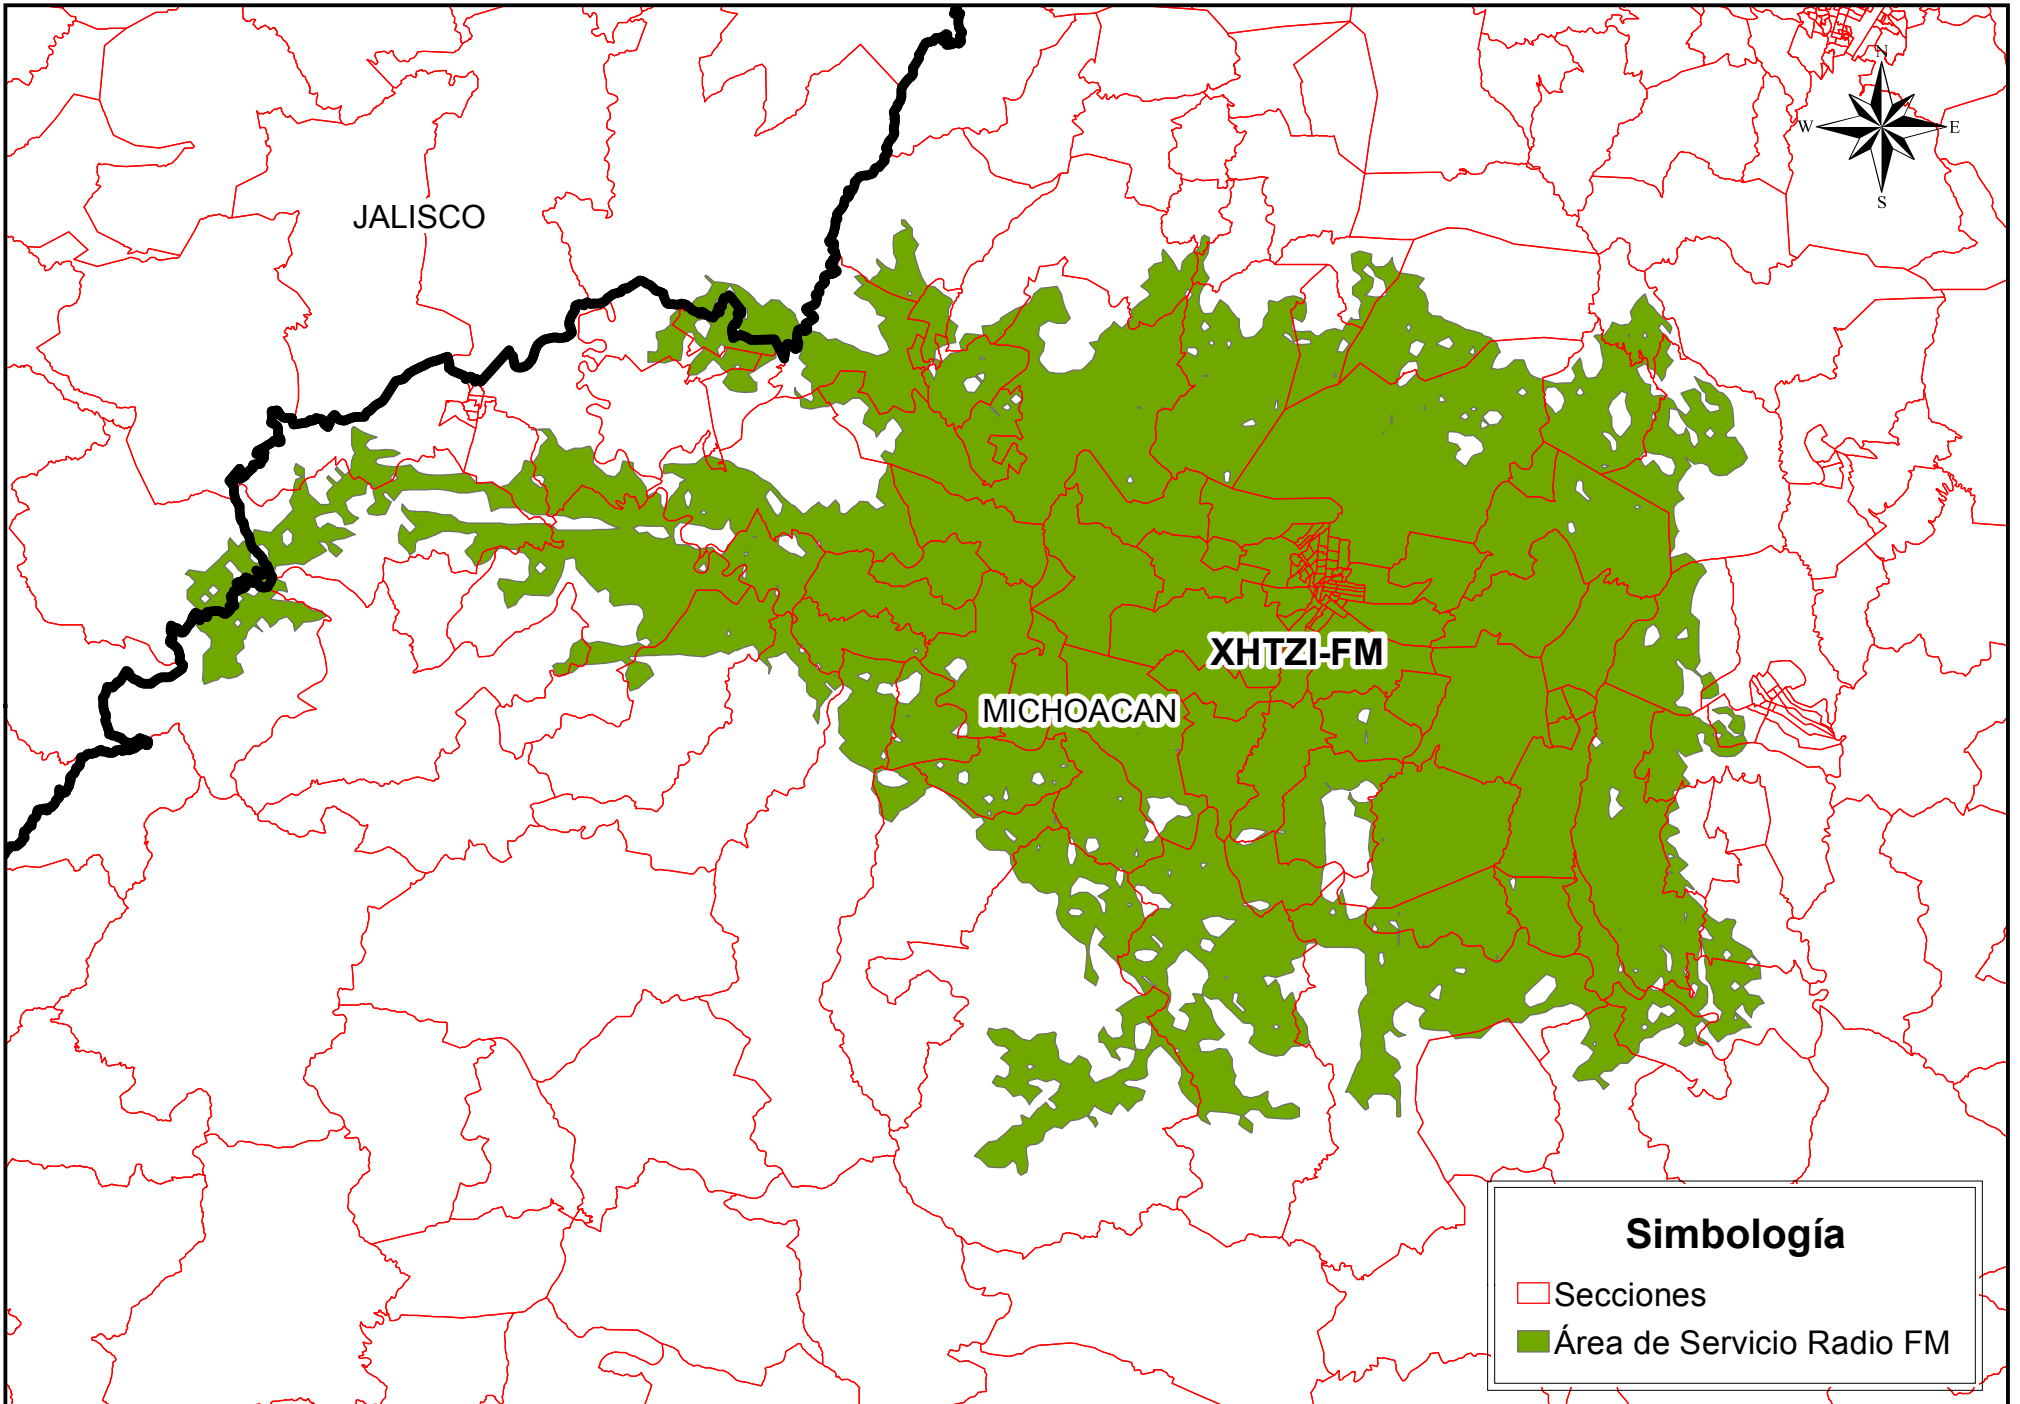 N
W E
S
JALISCO
XHTZI-FM
MICHOACAN
Simbología
Secciones
Área de Servicio Radio FM